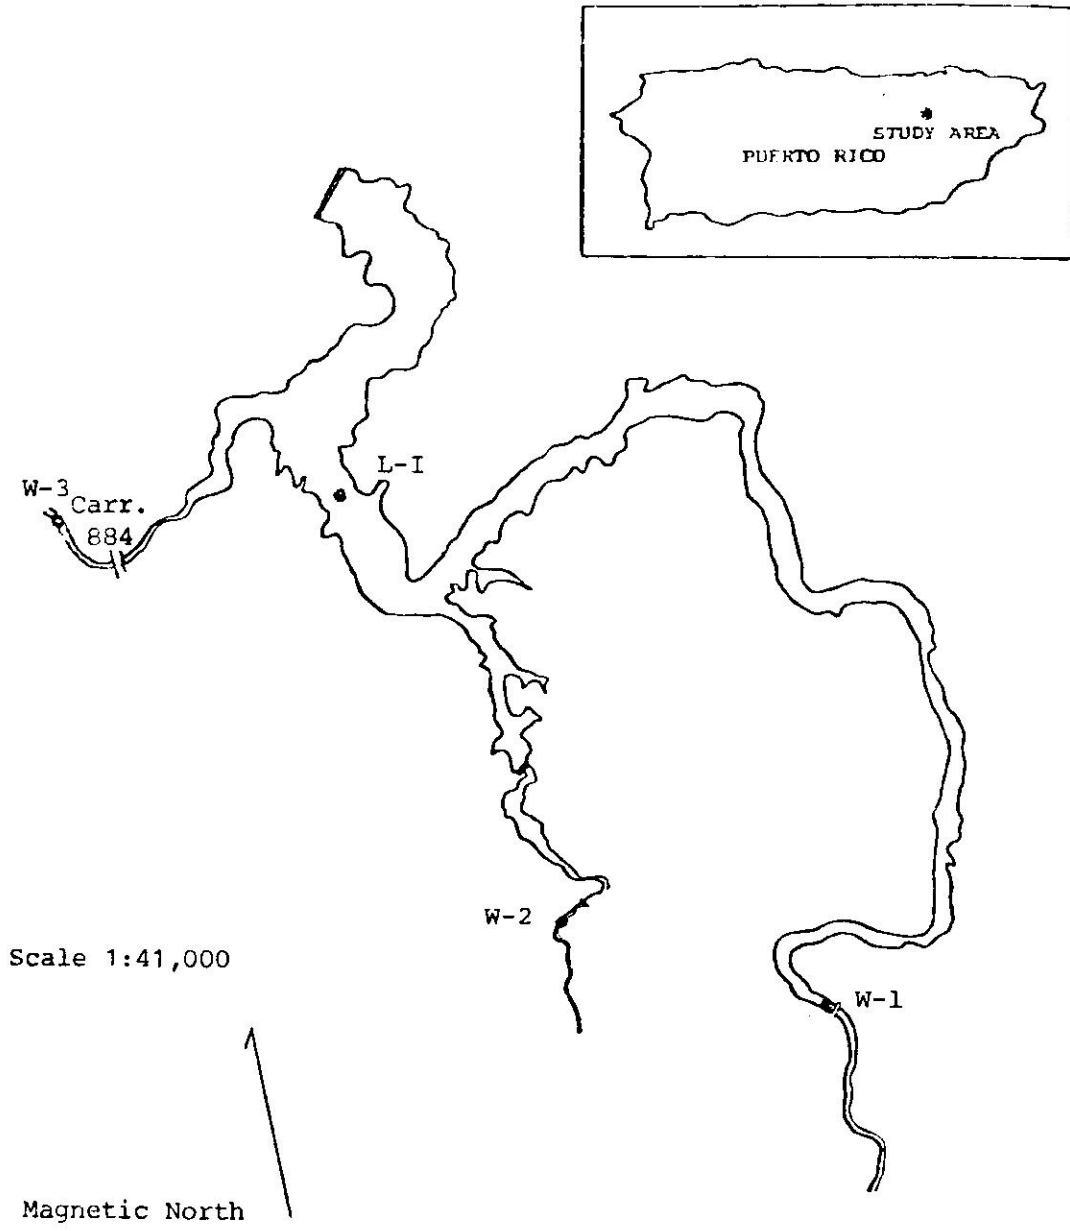 STUDY AREA
PUERTO RICO
L-I
W-3
Carr.
884
W-2
Scale 1:41,000
W-1
Magnetic North